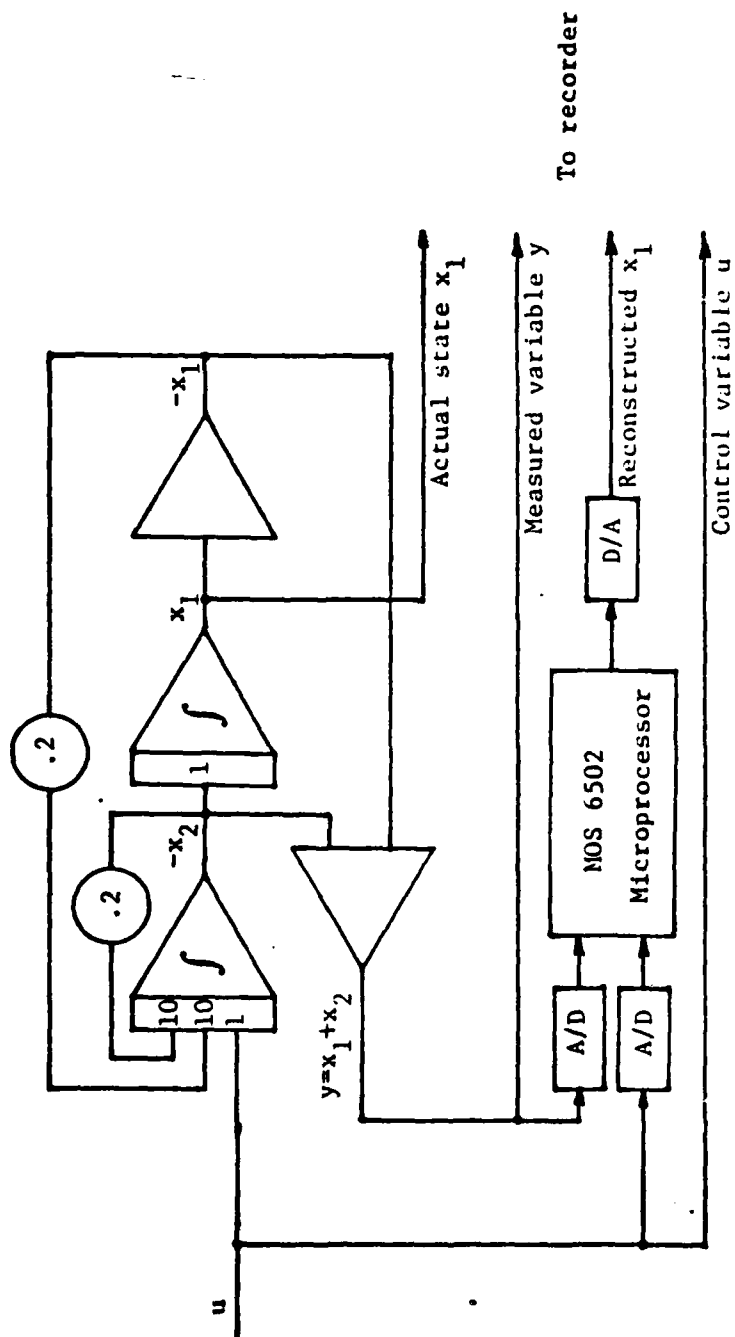 .2
.2
-x₂
x₁
-x₁
10
10
1
∫
1
∫
u
y=x₁+x₂
Actual state x₁
Measured variable y
To recorder
A/D
A/D
MOS 6502
Microprocessor
D/A
Reconstructed x₁
Control variable u